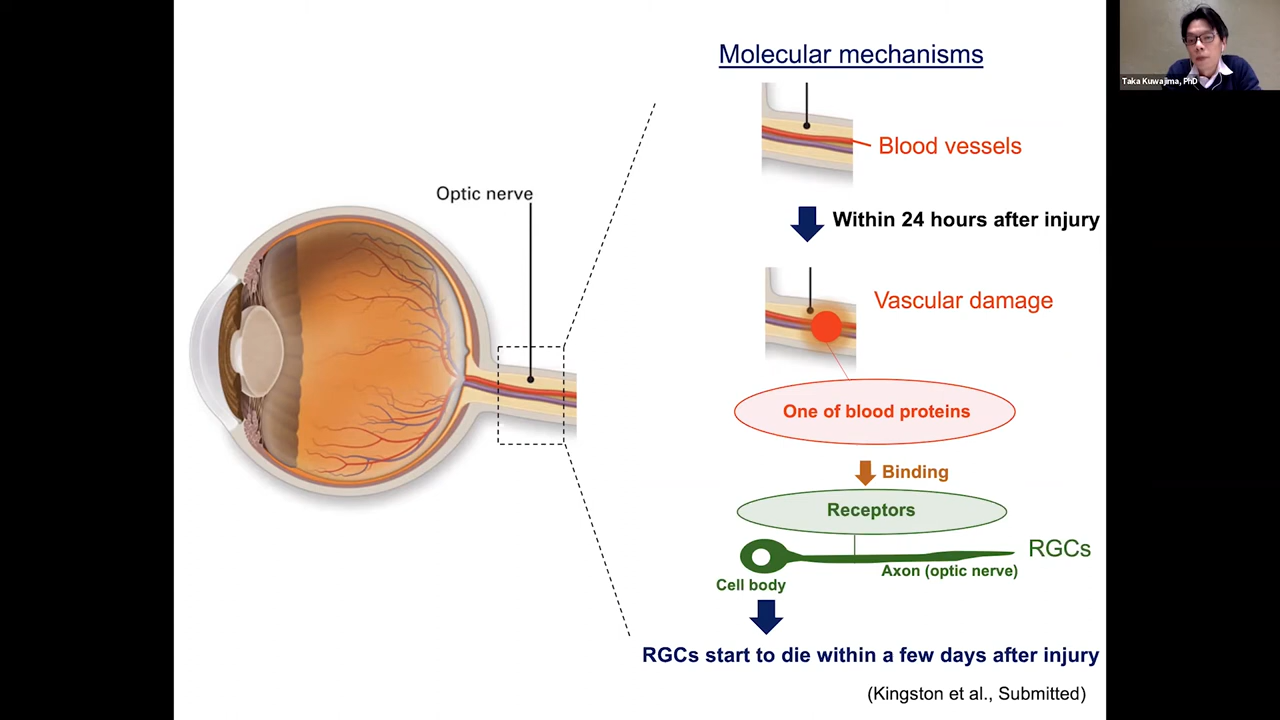 Molecular mechanisms
Taka Kuwajima, PhD
Blood vessels
Optic nerve
Within 24 hours after injury
Vascular damage
One of blood proteins
Binding
Receptors
RGCs
Axon (optic nerve)
Cell body
RGCs start to die within a few days after injury
(Kingston et al., Submitted)